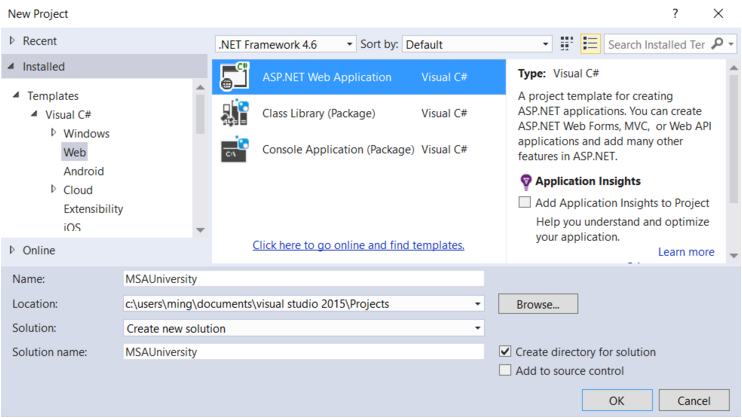 New Project
? 
Recent
.NET Framework 4.6
Sort by:
Default
Search Installed Ter
Installed
Templates
Visual C#
Windows
Web
Android
Cloud
Extensibility
iOS
Online
ASP.NET Web Application Visual C#
Class Library (Package) Visual C#
Console Application (Package) Visual C#
Click here to go online and find templates.
Type: Visual C#
A project template for creating
ASP.NET applications. You can create
ASP.NET Web Forms, MVC, or Web API
applications and add many other
features in ASP.NET.
Application Insights
Add Application Insights to Project
Help you understand and optimize
your application.
Learn more
Name: MSAUniversity
Location: c:\users\ming\documents\visual studio 2015\Projects
Browse...
Solution: Create new solution
Solution name: MSAUniversity
Create directory for solution
Add to source control
OK
Cancel